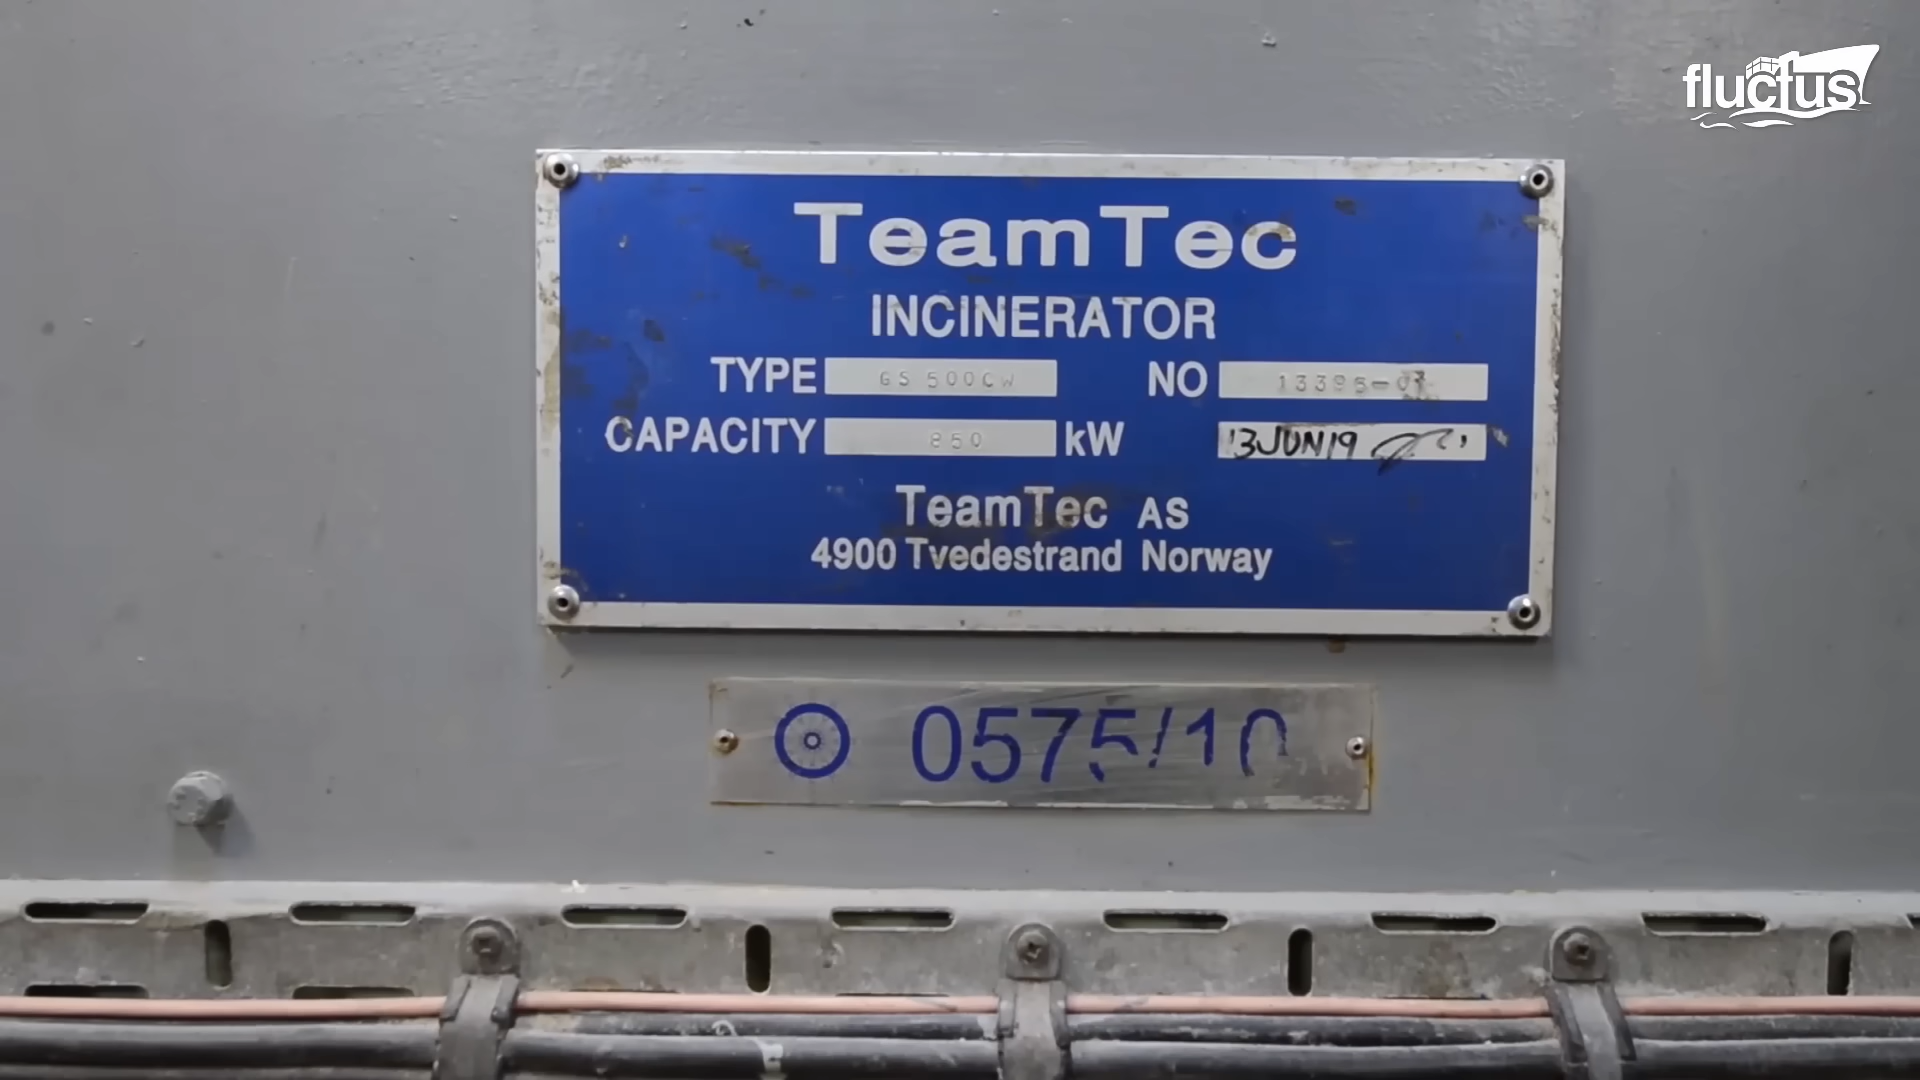 fluctus
TeamTec
INCINERATOR
TYPE GS 500CW NO
CAPACITY 850 kW 13JUN19
TeamTec AS
4900 Tvedestrand Norway
0575/10